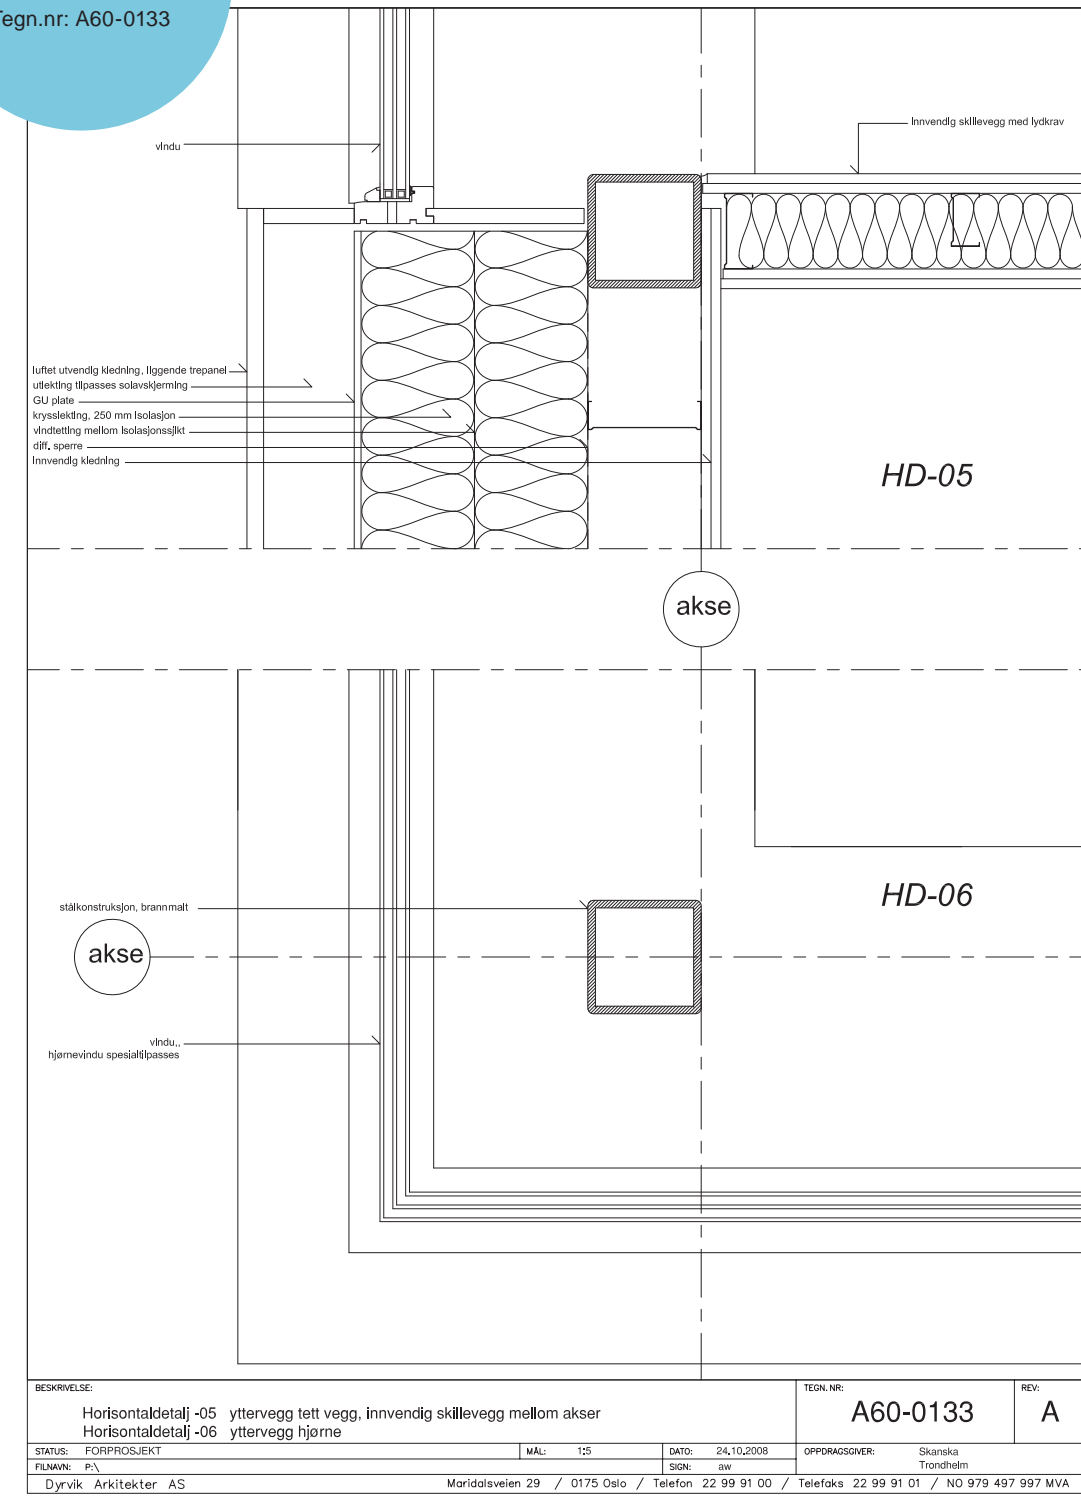 Tegn.nr: A60-0133
vindu
Innvendig skillevegg med lydkrav
luftet utvendig kledning, liggende trepanel
utlekting tilpasses solavskjerming
GU plate
krysslekting, 250 mm isolasjon
vindtetting mellom isolasjonssjikt
diff. sperre
Innvendig kledning
HD-05
akse
stålkonstruksjon, brannmalt
HD-06
akse
vindu,,
hjørnevindu spesialtilpasses
BESKRIVELSE:
Horisontaldetalj -05 yttervegg tett vegg, innvendig skillevegg mellom akser
Horisontaldetalj -06 yttervegg hjørne
TEGN. NR:
A60-0133
REV:
A
STATUS: FORPROSJEKT
MÅL: 1:5
DATO: 24.10.2008
OPPDRAGSGIVER: Skanska
Trondheim
FILNAVN: P:\
SIGN: aw
Dyrvik Arkitekter AS
Maridalsveien 29 / 0175 Oslo / Telefon 22 99 91 00 / Telefaks 22 99 91 01 / NO 979 497 997 MVA